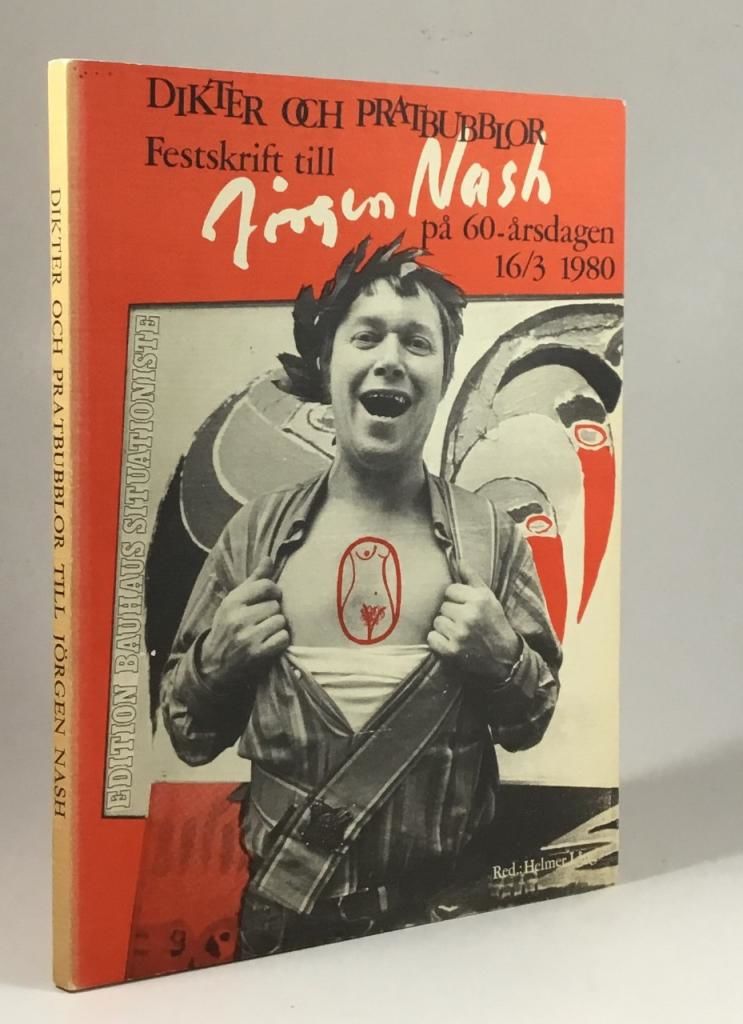 DIKTER OCH PRATBUBBLOR
Festskrift till
Jörgen Nash
på 60-årsdagen
16/3 1980
EDITION BAUHAUS SITUATIONISTE
Red.: Helmer
DIKTER OCH PRATBUBBLOR TILL JÖRGEN NASH